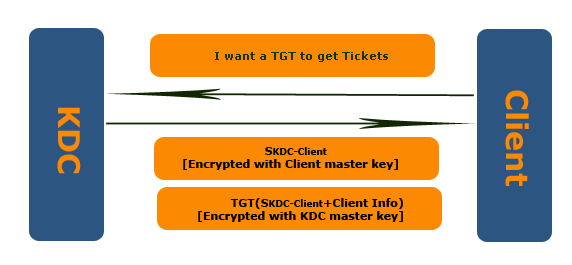 I want a TGT to get Tickets
KDC
Client
SKDC-Client
[Encrypted with Client master key]
TGT(SKDC-Client+Client Info)
[Encrypted with KDC master key]